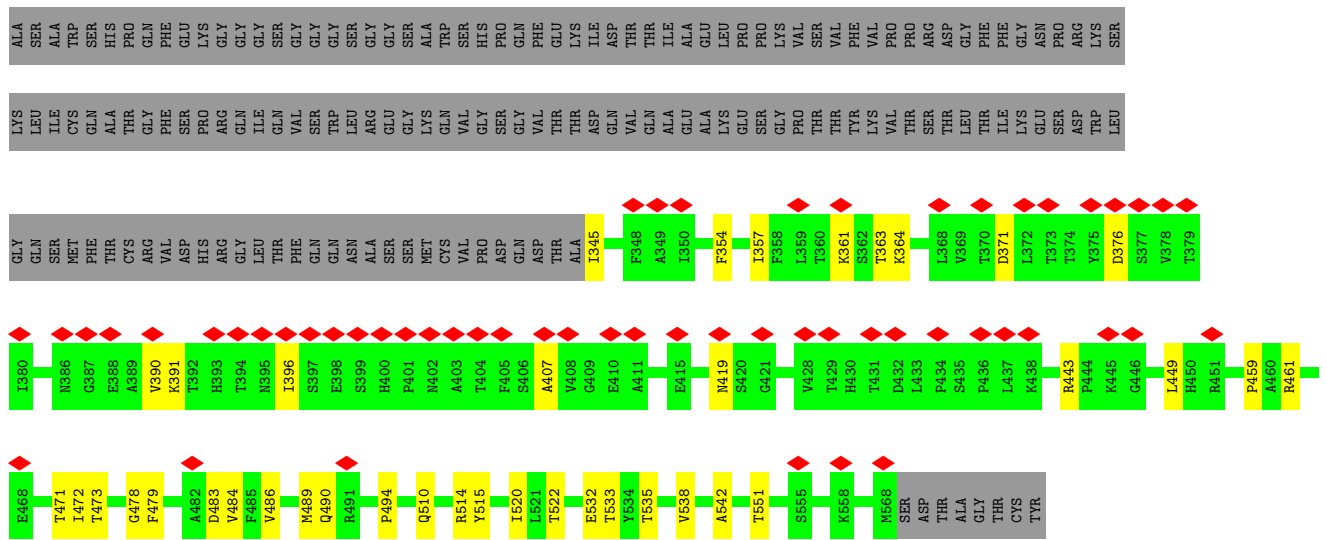 ALA SER ALA TRP SER HIS PRO GLN PHE GLU LYS GLY GLY GLY SER GLY GLY GLY SER GLY GLY SER ALA TRP SER HIS PRO GLN PHE GLU LYS ILE ASP THR THR ILE ALA GLU LEU PRO PRO LYS VAL SER VAL PHE VAL PRO PRO ARG ASP GLY PHE PHE GLY ASN PRO ARG LYS SER
LYS LEU ILE CYS GLN ALA THR GLY PHE SER PRO ARG GLN ILE GLN VAL SER TRP LEU ARG GLU GLY LYS GLN VAL GLY SER GLY VAL THR THR ASP GLN VAL GLN ALA GLU ALA LYS GLU SER GLY PRO THR THR TYR LYS VAL THR SER THR LEU THR ILE LYS GLU SER ASP TRP LEU
GLY GLN SER MET PHE THR CYS ARG VAL ASP HIS ARG GLY LEU THR PHE GLN GLN ASN ALA SER SER MET CYS VAL PRO ASP GLN ASP THR ALA I345 F348 A349 I350 F354 I357 F358 L359 T360 K361 S362 T363 K364 L368 V369 T370 D371 L372 T373 T374 Y375 D376 S377 V378 T379
I380 N386 G387 E388 A389 V390 K391 T392 H393 T394 N395 I396 S397 E398 S399 H400 P401 N402 A403 T404 F405 S406 A407 V408 G409 E410 A411 E415 N419 S420 G421 V428 T429 H430 T431 D432 L433 P434 S435 P436 L437 K438 R443 P444 K445 G446 L449 H450 R451 P459 A460 R461
E468 T471 I472 T473 G478 F479 A482 D483 V484 F485 V486 M489 Q490 R491 P494 Q510 R514 Y515 I520 L521 T522 E532 T533 Y534 T535 V538 A542 T551 S555 K558 M568 SER ASP THR ALA GLY THR CYS TYR